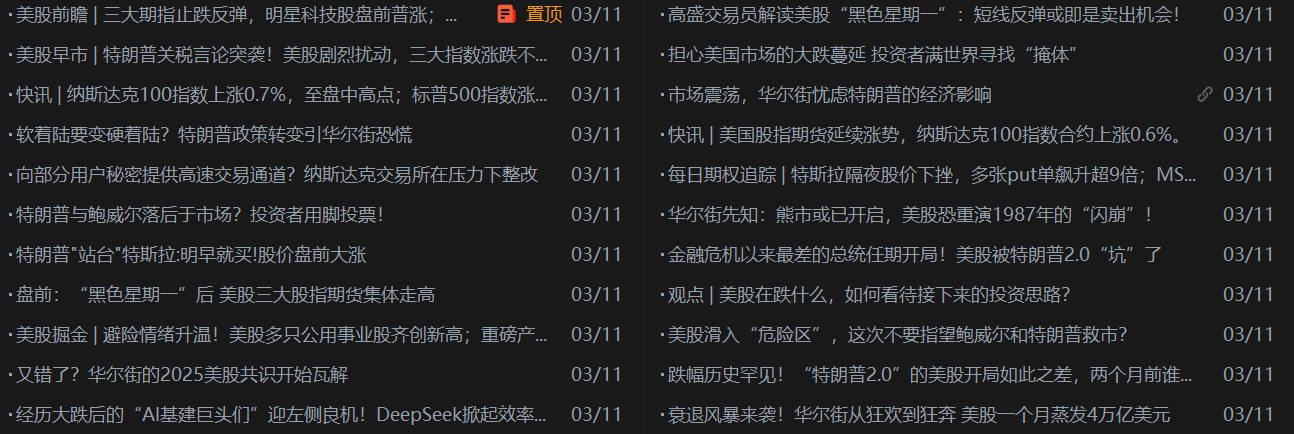 · 美股前瞻 | 三大期指止跌反弹，明星科技股盘前普涨；... 置顶 03/11
· 美股早市 | 特朗普关税言论突袭！美股剧烈扰动，三大指数涨跌不... 03/11
· 快讯 | 纳斯达克100指数上涨0.7%，至盘中高点；标普500指数涨... 03/11
· 软着陆要变硬着陆？特朗普政策转变引华尔街恐慌 03/11
· 向部分用户秘密提供高速交易通道？纳斯达克交易所在压力下整改 03/11
· 特朗普与鲍威尔落后于市场？投资者用脚投票！ 03/11
· 特朗普"站台"特斯拉:明早就买!股价盘前大涨 03/11
· 盘前：“黑色星期一”后 美股三大股指期货集体走高 03/11
· 美股掘金 | 避险情绪升温！美股多只公用事业股齐创新高；重磅产... 03/11
· 又错了？华尔街的2025美股共识开始瓦解 03/11
· 经历大跌后的“AI基建巨头们”迎左侧良机！DeepSeek掀起效率... 03/11
· 高盛交易员解读美股“黑色星期一”：短线反弹或即是卖出机会！ 03/11
· 担心美国市场的大跌蔓延 投资者满世界寻找“掩体” 03/11
· 市场震荡，华尔街忧虑特朗普的经济影响 03/11
· 快讯 | 美国股指期货延续涨势，纳斯达克100指数合约上涨0.6%。 03/11
· 每日期权追踪 | 特斯拉隔夜股价下挫，多张put单飙升超9倍；MS... 03/11
· 华尔街先知：熊市或已开启，美股恐重演1987年的“闪崩”！ 03/11
· 金融危机以来最差的总统任期开局！美股被特朗普2.0“坑”了 03/11
· 观点 | 美股在跌什么，如何看待接下来的投资思路？ 03/11
· 美股滑入“危险区”，这次不要指望鲍威尔和特朗普救市？ 03/11
· 跌幅历史罕见！“特朗普2.0”的美股开局如此之差，两个月前谁... 03/11
· 衰退风暴来袭！华尔街从狂欢到狂奔 美股一个月蒸发4万亿美元 03/11